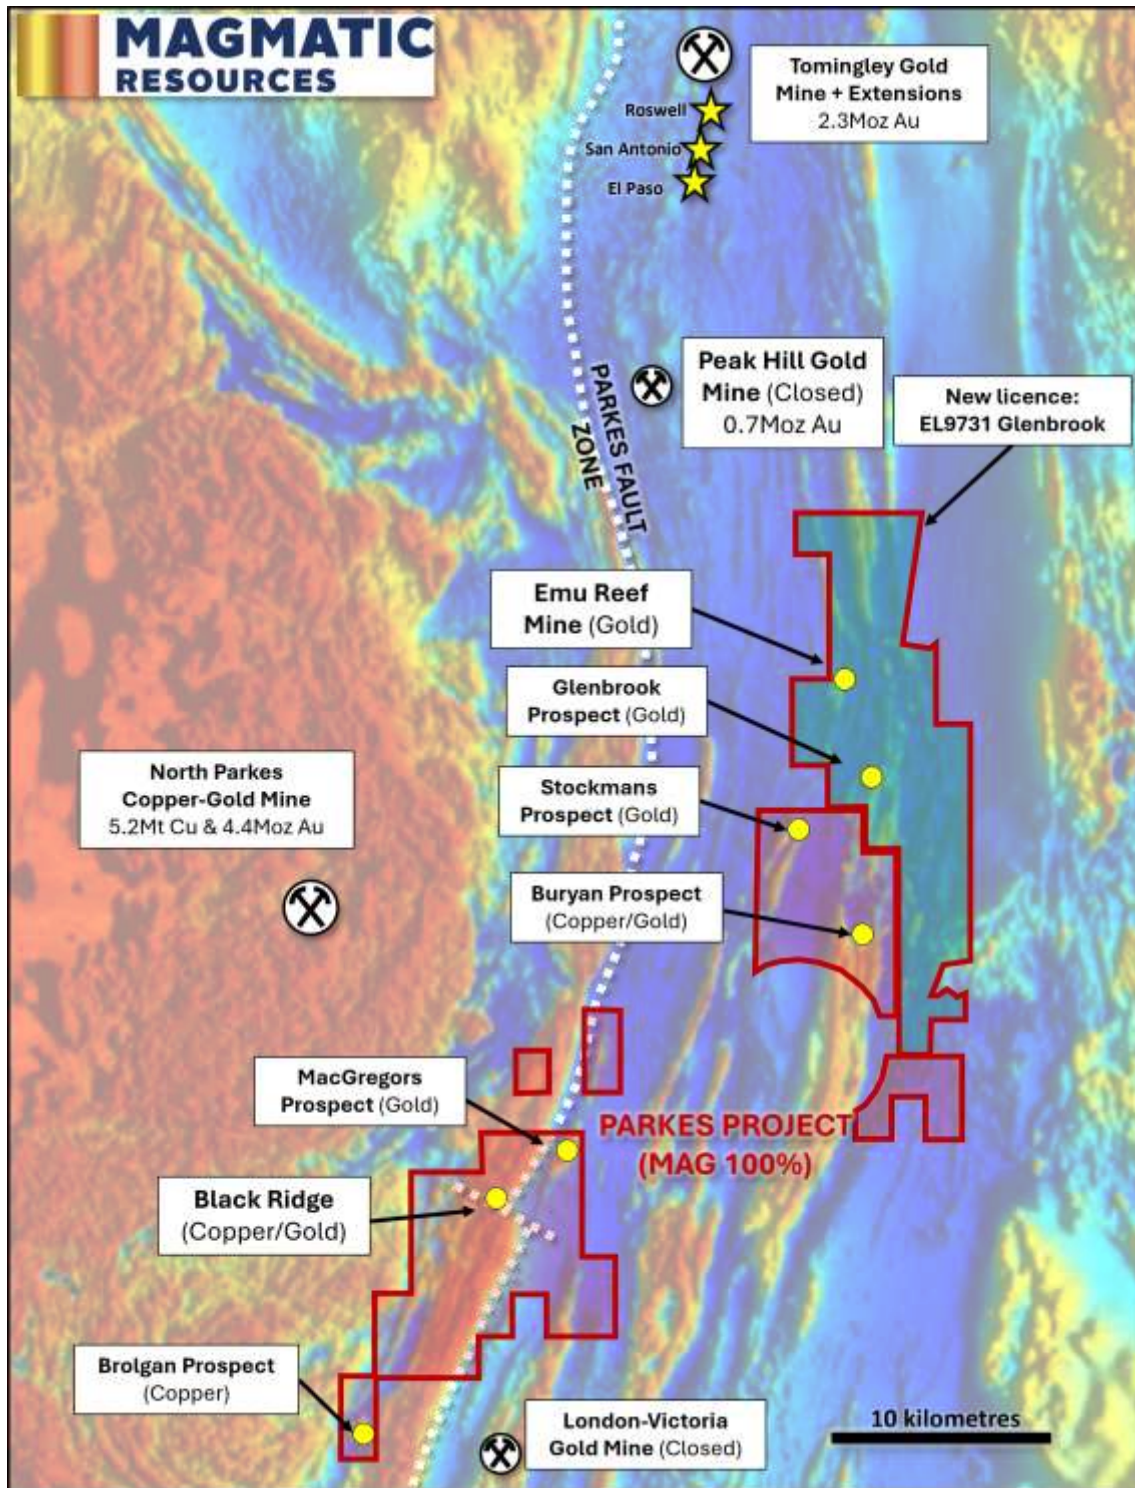 MAGMATIC
RESOURCES
Tomingley Gold
Mine + Extensions
2.3Moz Au
Roswell
San Antonio
El Paso
PARKES FAULT
ZONE
Peak Hill Gold
Mine (Closed)
0.7Moz Au
New licence:
EL9731 Glenbrook
Emu Reef
Mine (Gold)
Glenbrook
Prospect (Gold)
North Parkes
Copper-Gold Mine
5.2Mt Cu & 4.4Moz Au
Stockmans
Prospect (Gold)
Buryan Prospect
(Copper/Gold)
MacGregors
Prospect (Gold)
PARKES PROJECT
(MAG 100%)
Black Ridge
(Copper/Gold)
Brolgan Prospect
(Copper)
London-Victoria
Gold Mine (Closed)
10 kilometres